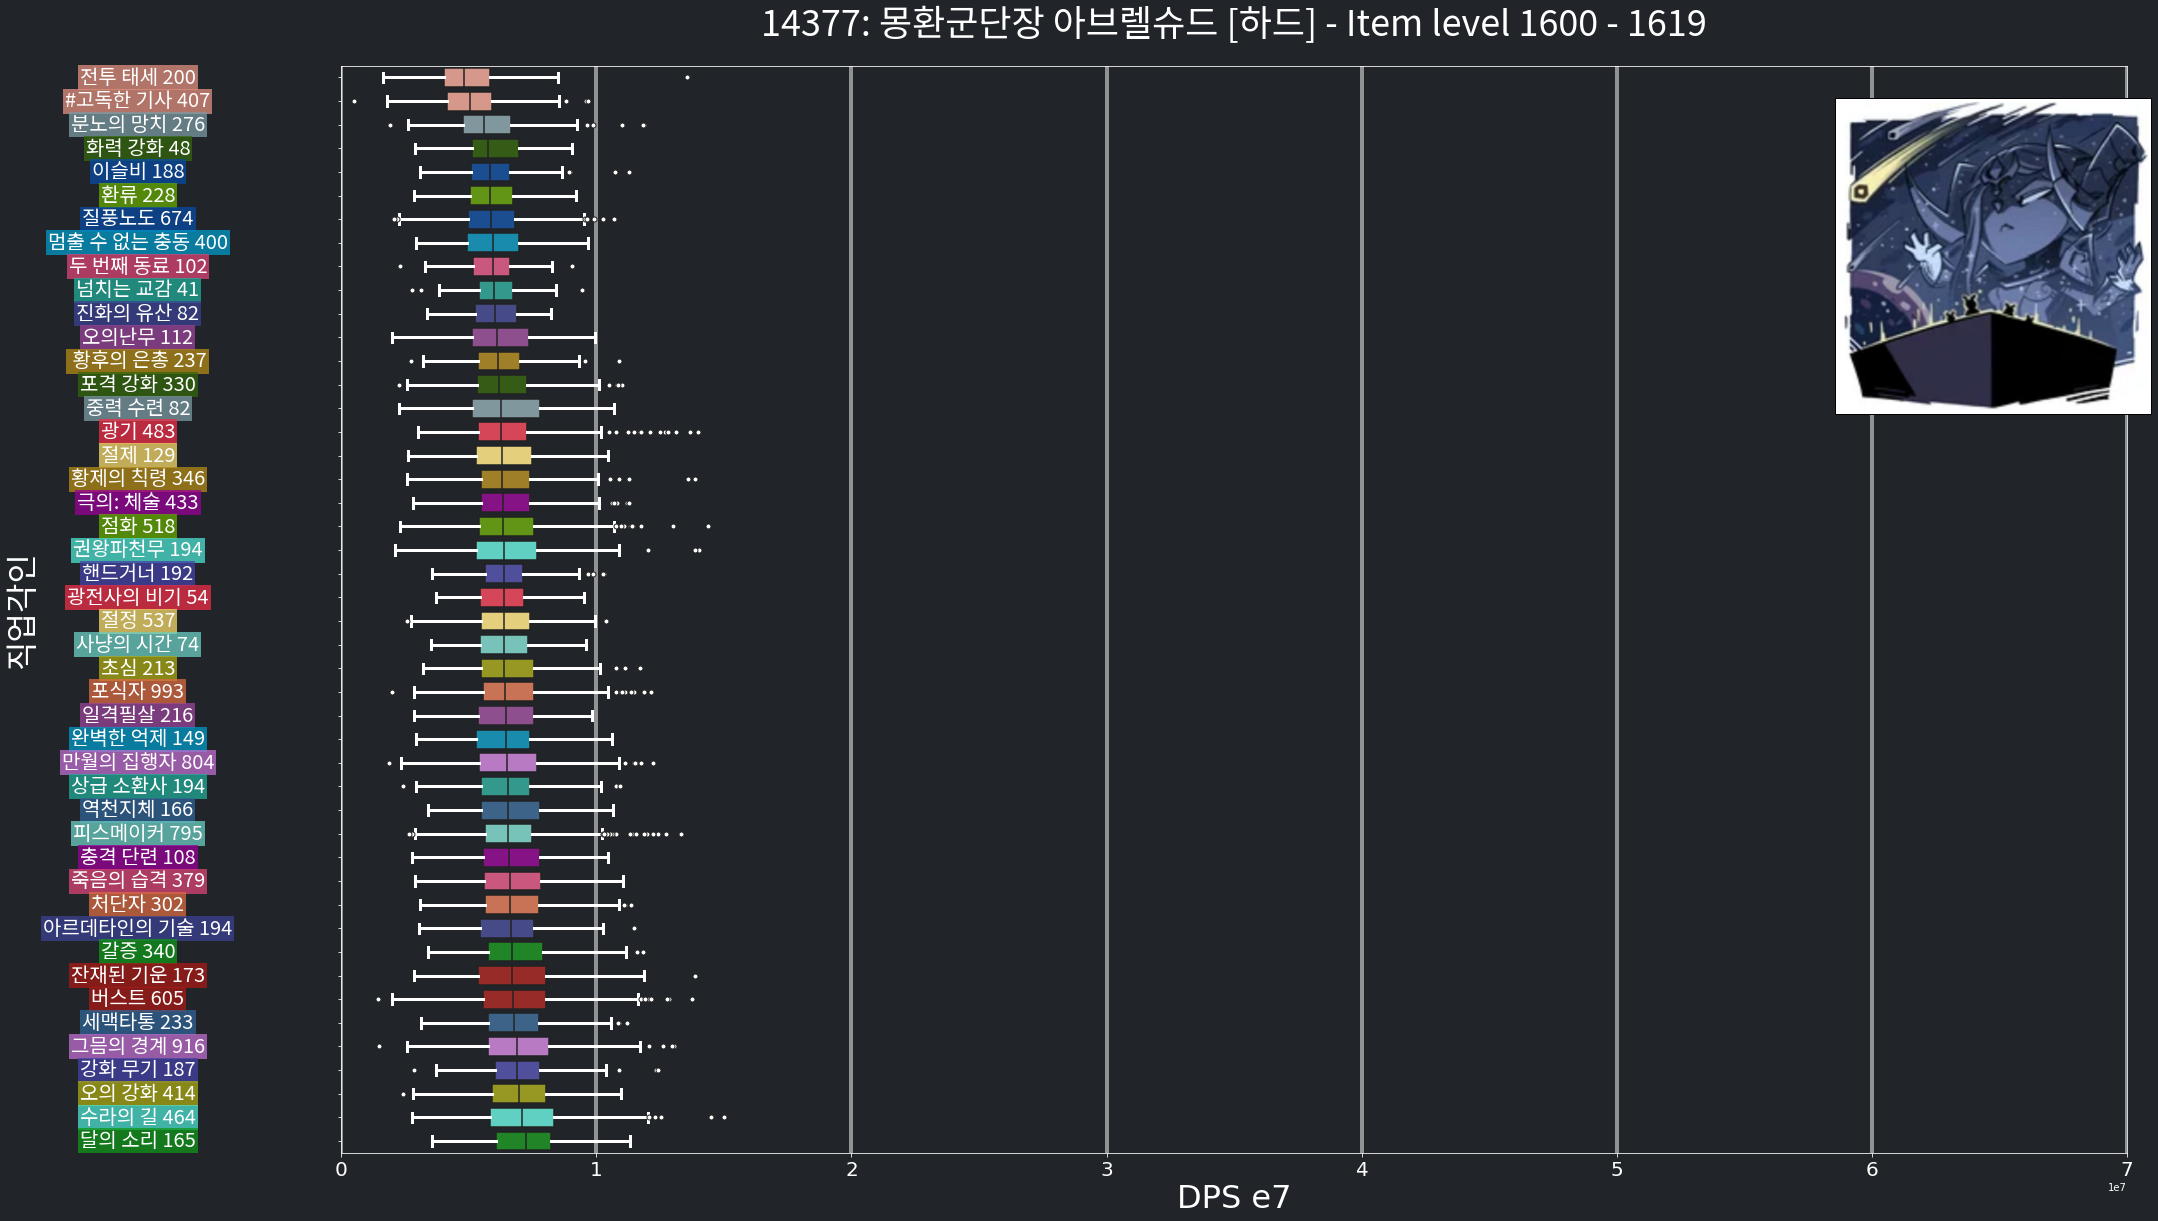 14377: 몽환군단장 아브렐슈드 [하드] - Item level 1600 - 1619
전투 태세 200
#고독한 기사 407
분노의 망치 276
화력 강화 48
이슬비 188
환류 228
질풍노도 674
멈출 수 없는 충동 400
두 번째 동료 102
넘치는 교감 41
진화의 유산 82
오의난무 112
황후의 은총 237
포격 강화 330
중력 수련 82
광기 483
절제 129
황제의 칙령 346
극의: 체술 433
점화 518
권왕파천무 194
핸드거너 192
광전사의 비기 54
절정 537
사냥의 시간 74
초심 213
포식자 993
일격필살 216
완벽한 억제 149
만월의 집행자 804
상급 소환사 194
역천지체 166
피스메이커 795
충격 단련 108
죽음의 습격 379
처단자 302
아르데타인의 기술 194
갈증 340
잔재된 기운 173
버스트 605
세맥타통 233
그믐의 경계 916
강화 무기 187
오의 강화 414
수라의 길 464
달의 소리 165
직업각인
0 1 2 3 4 5 6 7
1e7
DPS e7